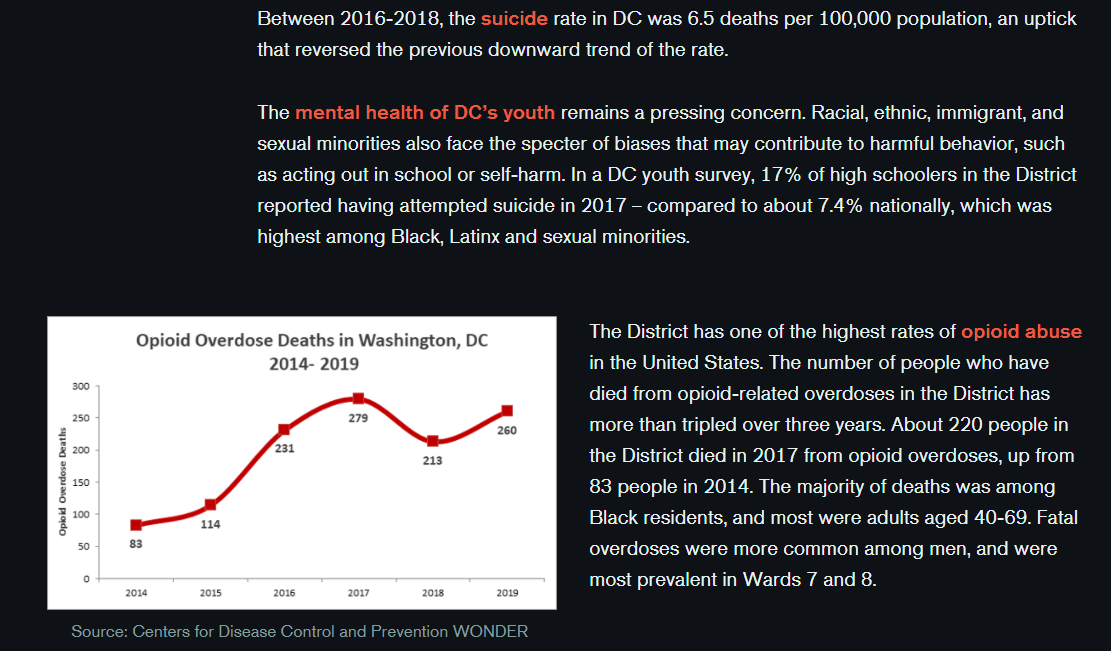 Between 2016-2018, the suicide rate in DC was 6.5 deaths per 100,000 population, an uptick
that reversed the previous downward trend of the rate.
The mental health of DC’s youth remains a pressing concern. Racial, ethnic, immigrant, and
sexual minorities also face the specter of biases that may contribute to harmful behavior, such
as acting out in school or self-harm. In a DC youth survey, 17% of high schoolers in the District
reported having attempted suicide in 2017 – compared to about 7.4% nationally, which was
highest among Black, Latinx and sexual minorities.
Opioid Overdose Deaths in Washington, DC
2014- 2019
Opioid Overdose Deaths
300
250
200
150
100
50
0
83
114
231
279
213
260
2014 2015 2016 2017 2018 2019
Source: Centers for Disease Control and Prevention WONDER
The District has one of the highest rates of opioid abuse
in the United States. The number of people who have
died from opioid-related overdoses in the District has
more than tripled over three years. About 220 people in
the District died in 2017 from opioid overdoses, up from
83 people in 2014. The majority of deaths was among
Black residents, and most were adults aged 40-69. Fatal
overdoses were more common among men, and were
most prevalent in Wards 7 and 8.